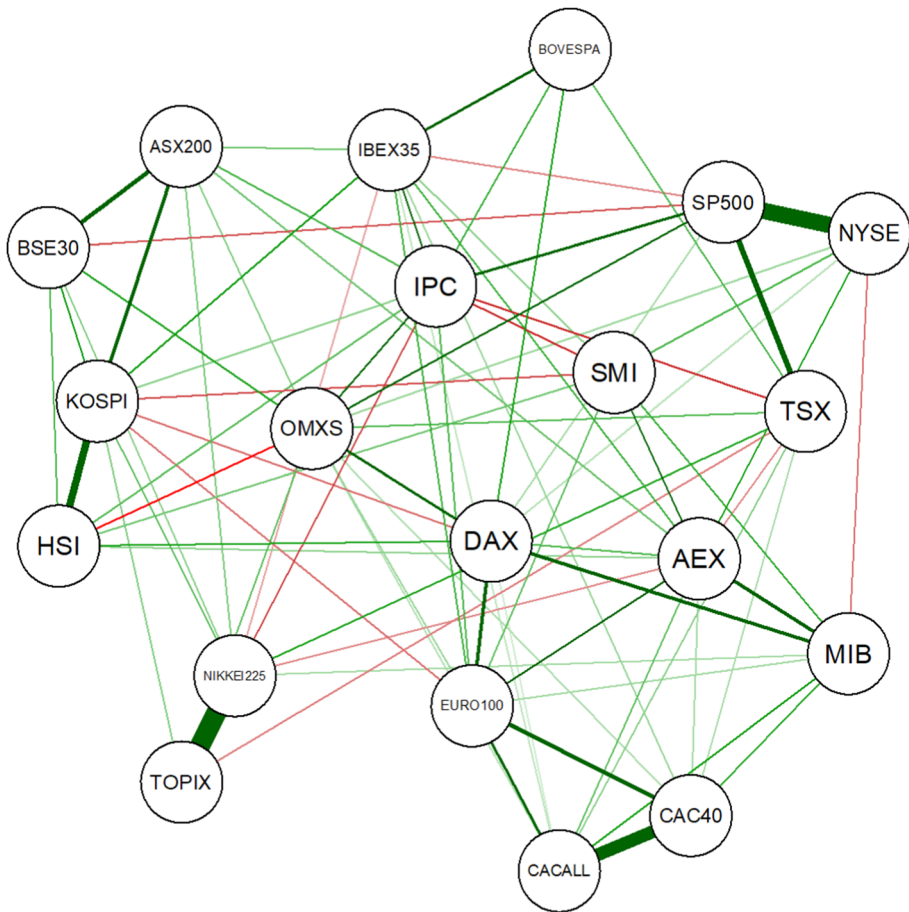 BOVESPA
ASX200
IBEX35
SP500
NYSE
BSE30
IPC
SMI
KOSPI
TSX
OMXS
HSI
DAX
AEX
MIB
NIKKEI225
EURO100
TOPIX
CAC40
CACALL